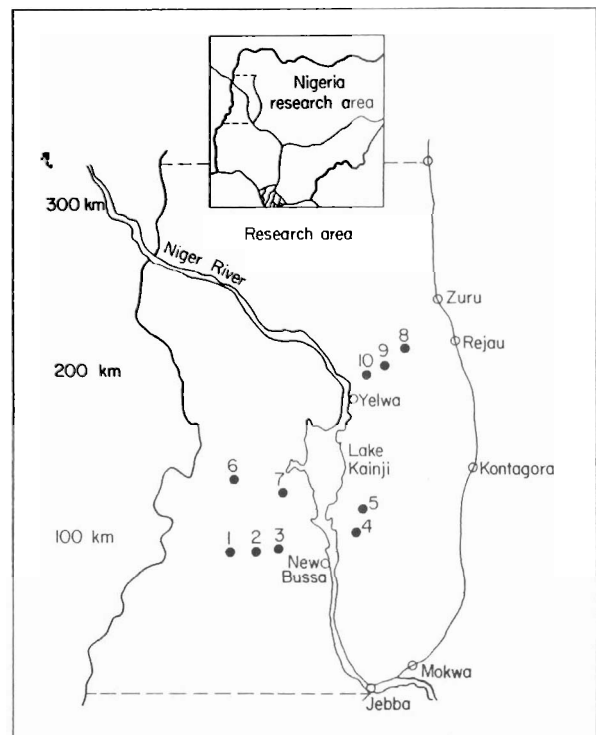 Nigeria
research area
Research area
300 km
Niger River
Zuru
8
9
Rejau
10
200 km
Yelwa
Lake
Kainji
6
7
Kontagora
5
4
100 km
1
2
3
New
Bussa
Mokwa
Jebba